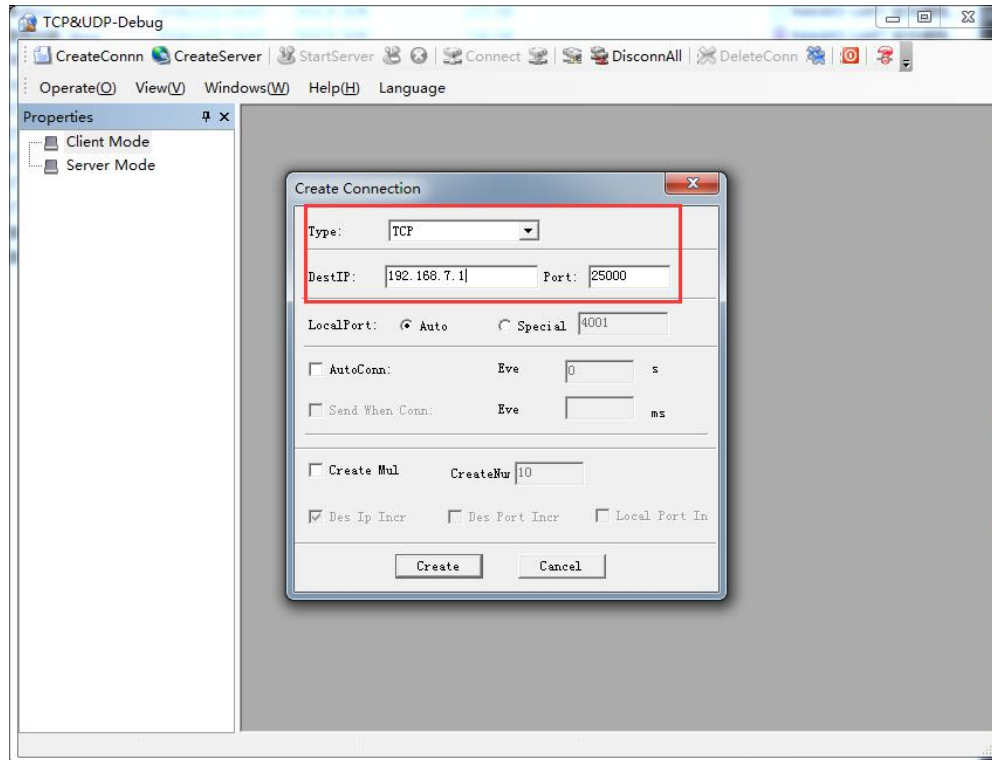 TCP&UDP-Debug
CreateConnn CreateServer StartServer Connect DisconnAll DeleteConn
Operate(O) View(V) Windows(W) Help(H) Language
Properties
Client Mode
Server Mode
Create Connection
Type: TCP
DestIP: 192.168.7.1 Port: 25000
LocalPort: Auto Special 4001
AutoConn: Eve 0 s
Send When Conn: Eve ms
Create Mul CreateNur 10
Des Ip Incr Des Port Incr Local Port In
Create Cancel